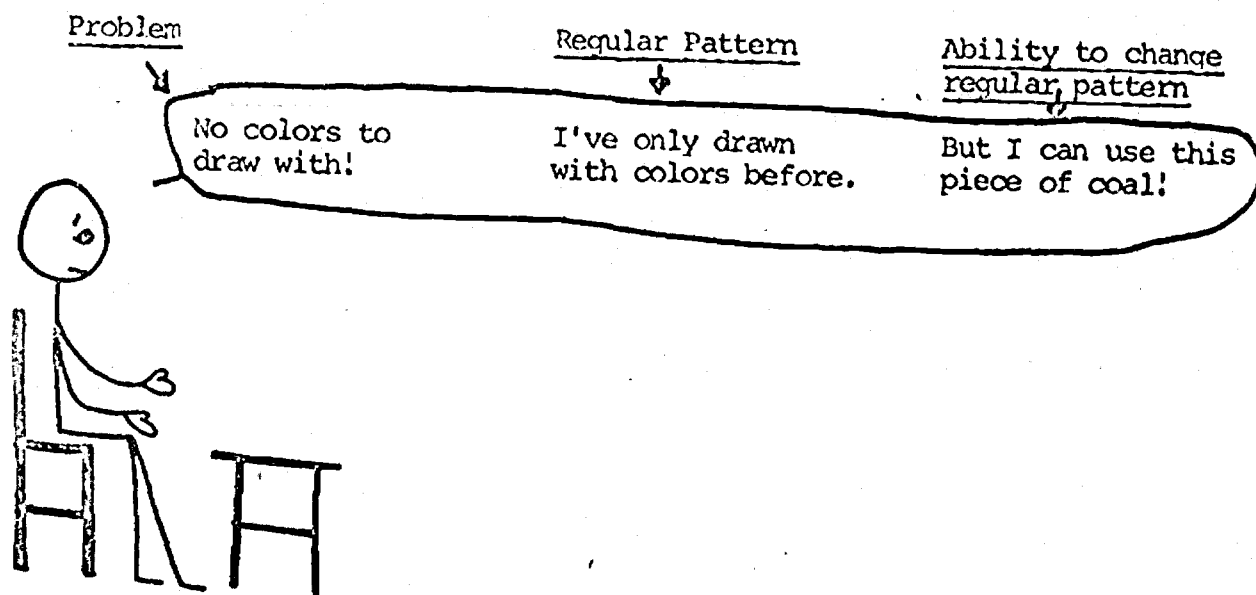 Problem
Regular Pattern
Ability to change
regular pattern
No colors to
draw with!
I've only drawn
with colors before.
But I can use this
piece of coal!